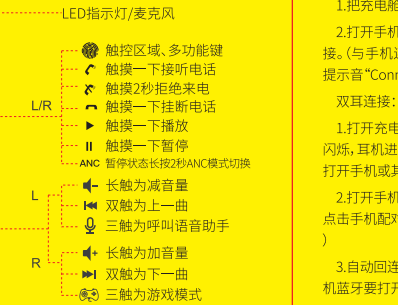 LED指示灯/麦克风
触控区域、多功能键
触摸一下接听电话
触摸2秒拒绝来电
L/R
触摸一下挂断电话
触摸一下播放
触摸一下暂停
ANC 暂停状态长按2秒ANC模式切换
L
长触为减音量
双触为上一曲
三触为呼叫语音助手
R
长触为加音量
双触为下一曲
三触为游戏模式
1.把充电舱
2.打开手机
接。(与手机连
提示音“Conn
双耳连接:
1.打开充电
闪烁,耳机进
打开手机或其
2.打开手机
点击手机配对
)
3.自动回连
机蓝牙要打开